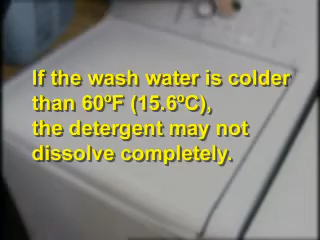 If the wash water is colder
than 60ºF (15.6ºC),
the detergent may not
dissolve completely.